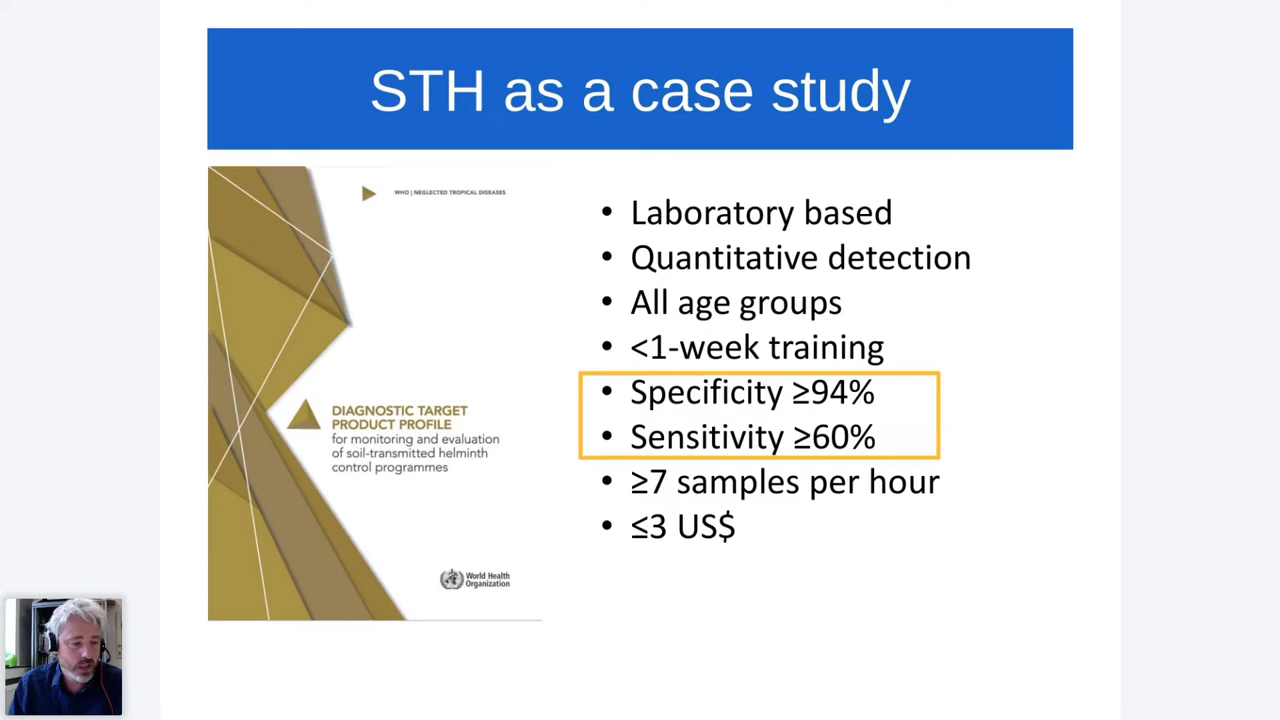 STH as a case study
WHO | NEGLECTED TROPICAL DISEASES
DIAGNOSTIC TARGET
PRODUCT PROFILE
for monitoring and evaluation
of soil-transmitted helminth
control programmes
World Health
Organization
• Laboratory based
• Quantitative detection
• All age groups
• <1-week training
• Specificity ≥94%
• Sensitivity ≥60%
• ≥7 samples per hour
• ≤3 US$